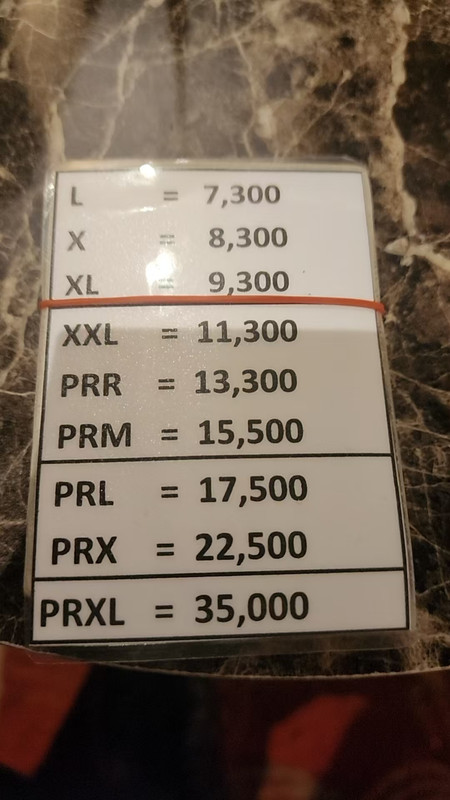 L = 7,300
X = 8,300
XL = 9,300
XXL = 11,300
PRR = 13,300
PRM = 15,500
PRL = 17,500
PRX = 22,500
PRXL = 35,000